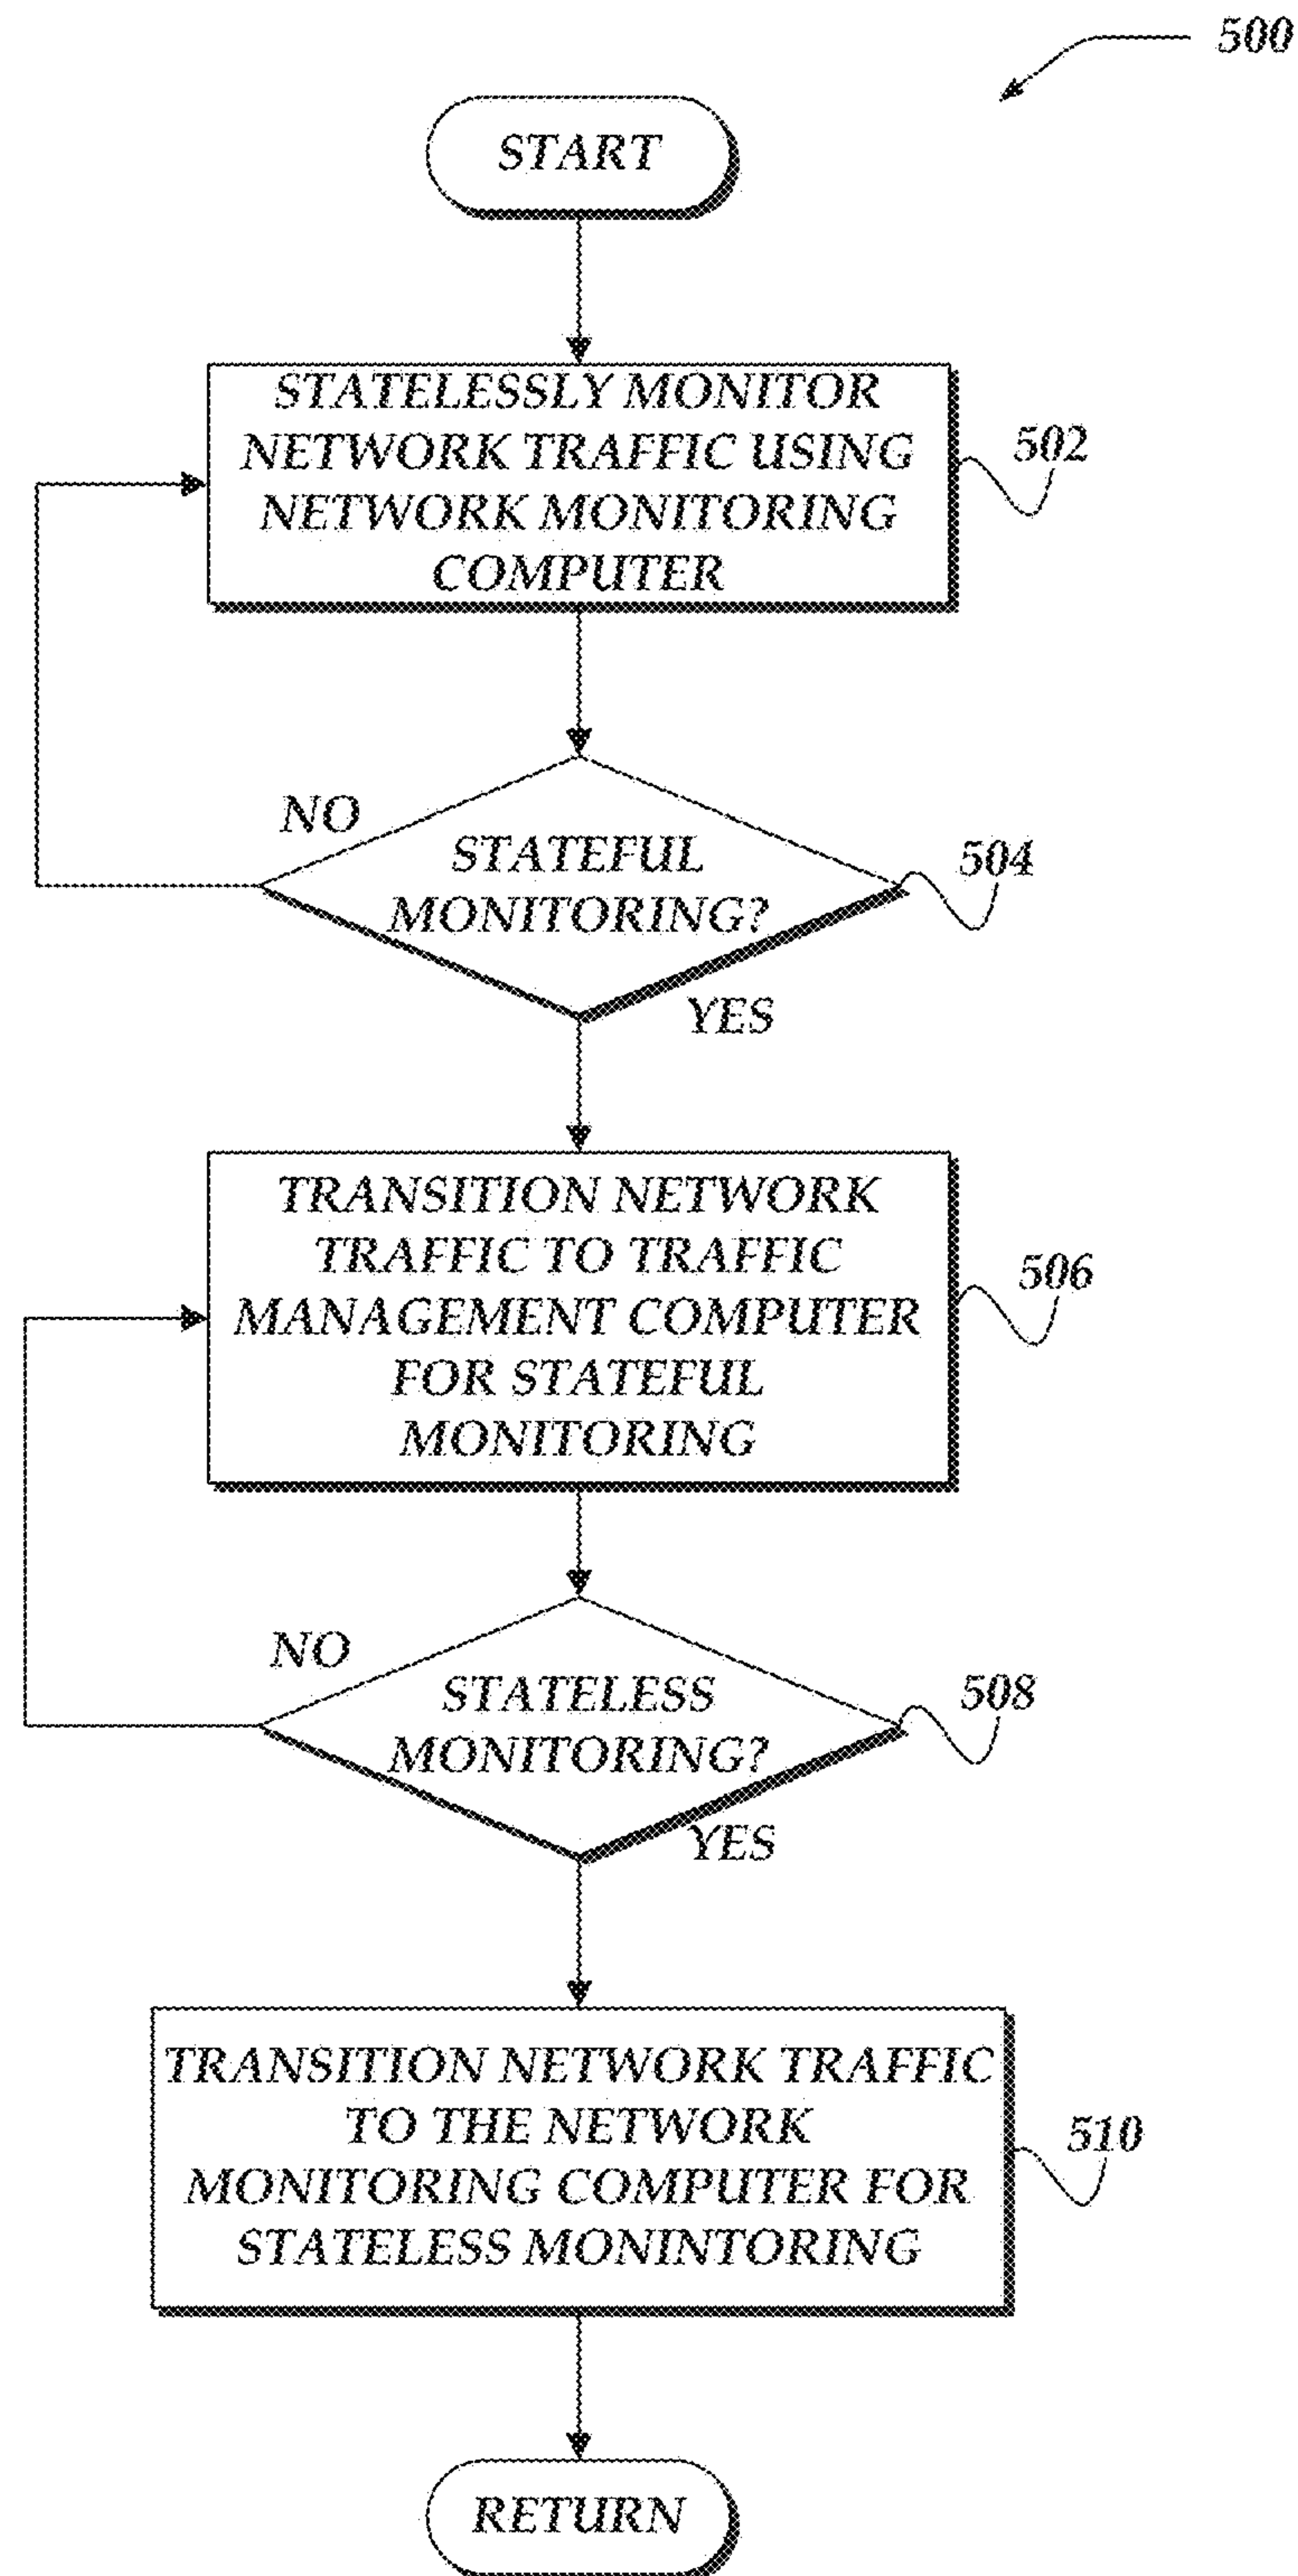 500
START
STATELESSLY MONITOR
NETWORK TRAFFIC USING
NETWORK MONITORING
COMPUTER
502
NO
STATEFUL
MONITORING?
504
YES
TRANSITION NETWORK
TRAFFIC TO TRAFFIC
MANAGEMENT COMPUTER
FOR STATEFUL
MONITORING
506
NO
STATELESS
MONITORING?
508
YES
TRANSITION NETWORK TRAFFIC
TO THE NETWORK
MONITORING COMPUTER FOR
STATELESS MONINTORING
510
RETURN